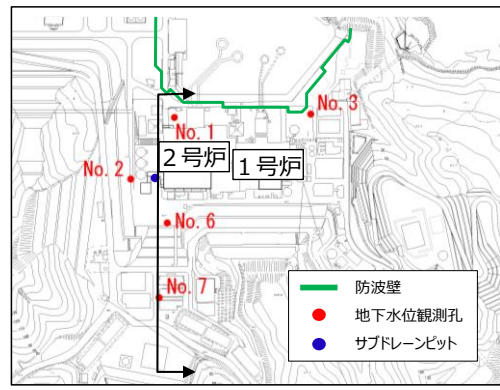 No. 3
No. 1
2号炉
1号炉
No. 2
No. 6
No. 7
防波壁
地下水位観測孔
サブドレーンピット